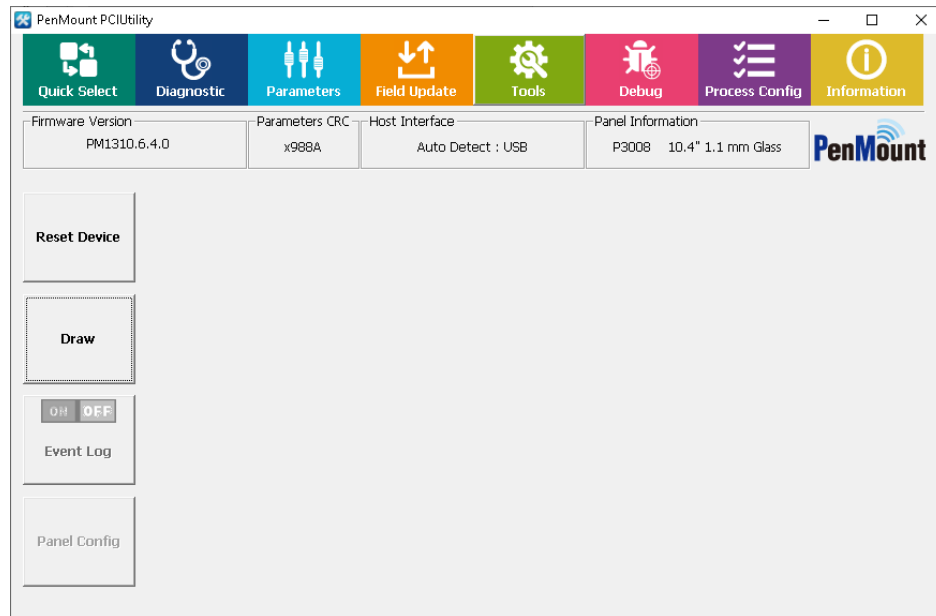 PenMount PCIUtility
Quick Select Diagnostic Parameters Field Update Tools Debug Process Config Information
Firmware Version Parameters CRC Host Interface Panel Information
PM1310.6.4.0 x988A Auto Detect : USB P3008 10.4" 1.1 mm Glass
PenMount
Reset Device
Draw
ON OFF
Event Log
Panel Config